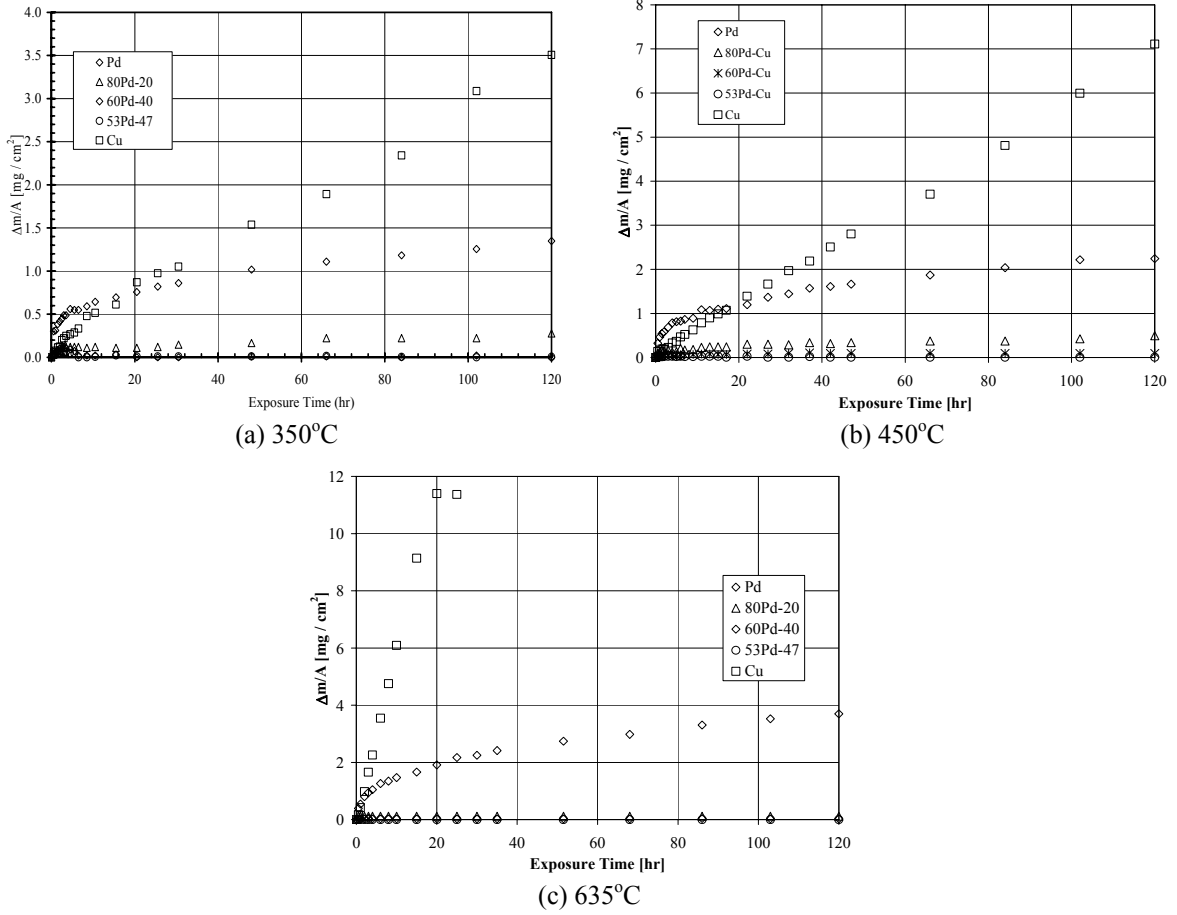 4.0
3.5
3.0
2.5
2.0
1.5
1.0
0.5
0.0
Δm/A [mg / cm²]
Pd
80Pd-20
60Pd-40
53Pd-47
Cu
0 20 40 60 80 100 120
Exposure Time (hr)
(a) 350°C
8
7
6
5
4
3
2
1
0
Δm/A [mg / cm²]
Pd
80Pd-Cu
60Pd-Cu
53Pd-Cu
Cu
0 20 40 60 80 100 120
Exposure Time [hr]
(b) 450°C
12
10
8
6
4
2
0
Δm/A [mg / cm²]
Pd
80Pd-20
60Pd-40
53Pd-47
Cu
0 20 40 60 80 100 120
Exposure Time [hr]
(c) 635°C